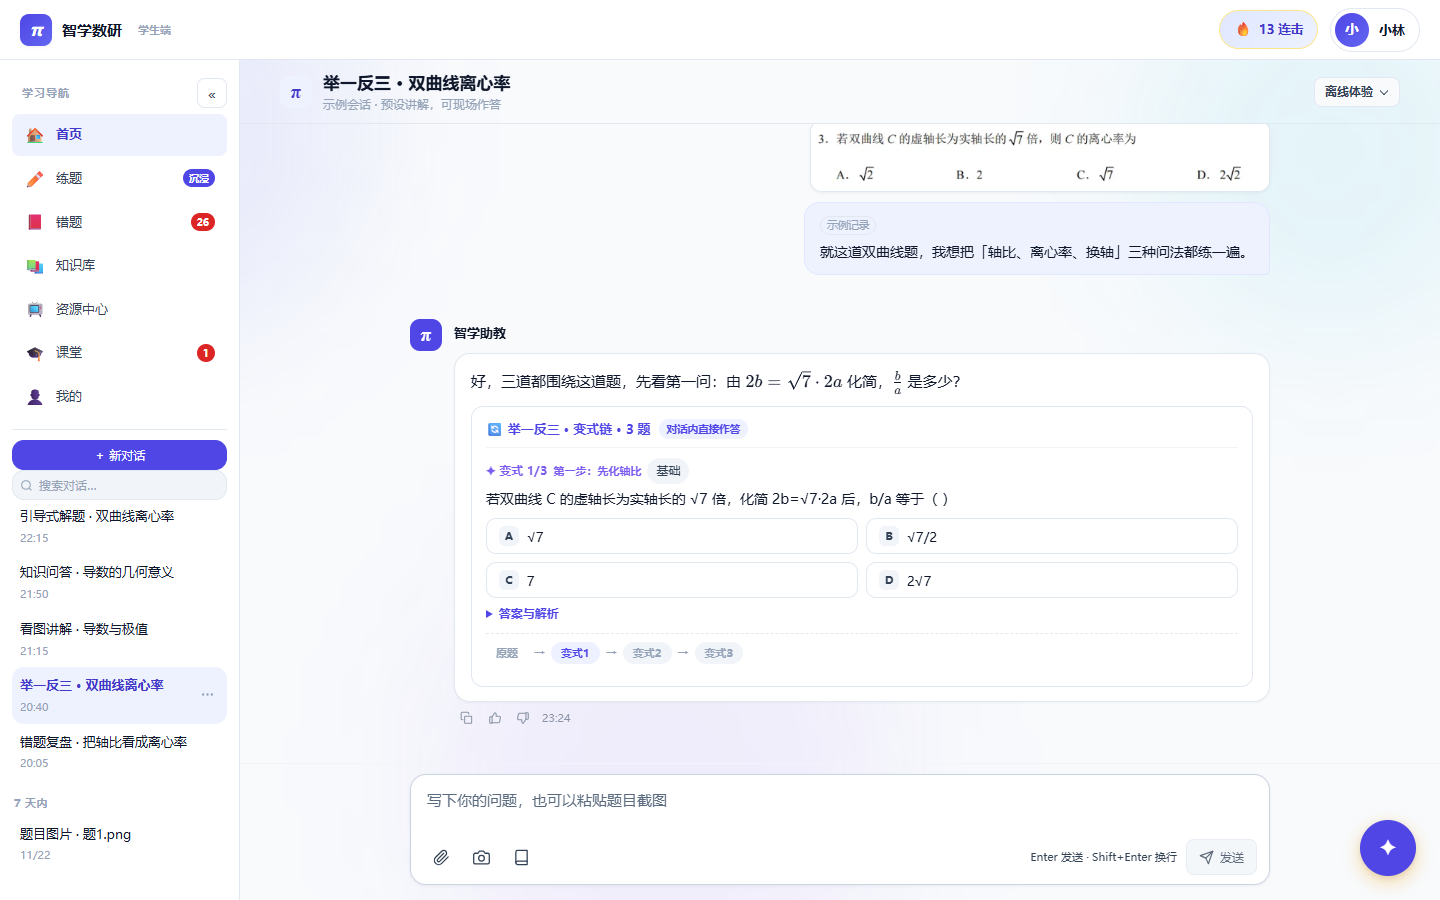 π 智学数研 学生端
🔥 13 连击
小 小林
学习导航 «
首页
练题 沉浸
错题 26
知识库
资源中心
课堂 1
我的
+ 新对话
搜索对话...
引导式解题 · 双曲线离心率
22:15
知识问答 · 导数的几何意义
21:50
看图讲解 · 导数与极值
21:15
举一反三 • 双曲线离心率 ...
20:40
错题复盘 · 把轴比看成离心率
20:05
7 天内
题目图片 · 题1.png
11/22
π 举一反三 • 双曲线离心率
示例会话 · 预设讲解，可现场作答
离线体验
3. 若双曲线 C 的虚轴长为实轴长的 √7 倍，则 C 的离心率为
A. √2 B. 2 C. √7 D. 2√2
示例记录
就这道双曲线题，我想把「轴比、离心率、换轴」三种问法都练一遍。
π 智学助教
好，三道都围绕这道题，先看第一问：由 2b = √7 · 2a 化简，b/a 是多少？
举一反三 • 变式链 • 3 题 对话内直接作答
✦ 变式 1/3 第一步：先化轴比 基础
若双曲线 C 的虚轴长为实轴长的 √7 倍，化简 2b=√7·2a 后，b/a 等于（ ）
A √7
B √7/2
C 7
D 2√7
▶ 答案与解析
原题 → 变式1 → 变式2 → 变式3
23:24
写下你的问题，也可以粘贴题目截图
Enter 发送 · Shift+Enter 换行 发送